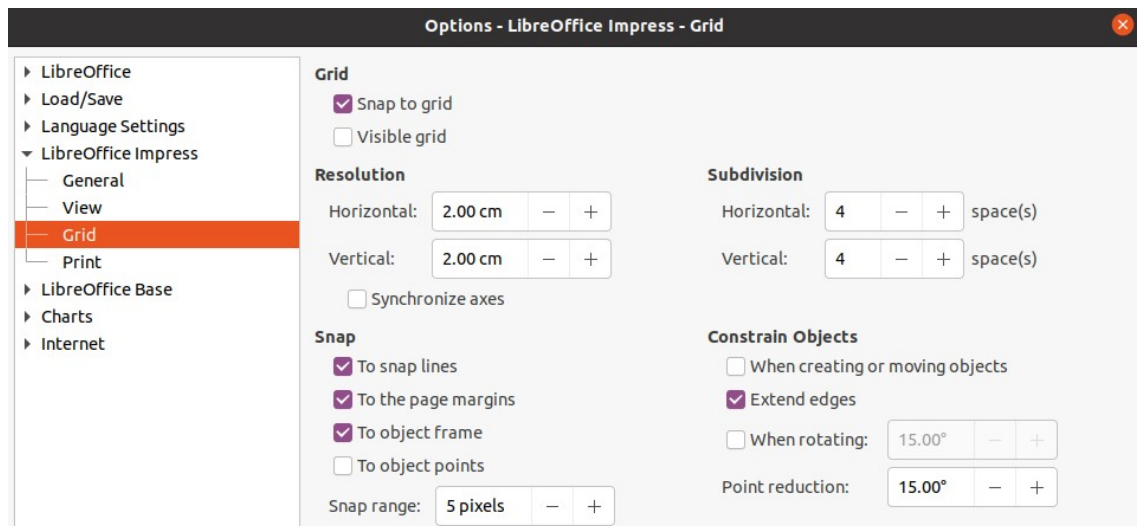 Options - LibreOffice Impress - Grid
LibreOffice
Load/Save
Language Settings
LibreOffice Impress
General
View
Grid
Print
LibreOffice Base
Charts
Internet
Grid
Snap to grid
Visible grid
Resolution
Horizontal: 2.00 cm
Vertical: 2.00 cm
Synchronize axes
Subdivision
Horizontal: 4 space(s)
Vertical: 4 space(s)
Snap
To snap lines
To the page margins
To object frame
To object points
Snap range: 5 pixels
Constrain Objects
When creating or moving objects
Extend edges
When rotating: 15.00°
Point reduction: 15.00°